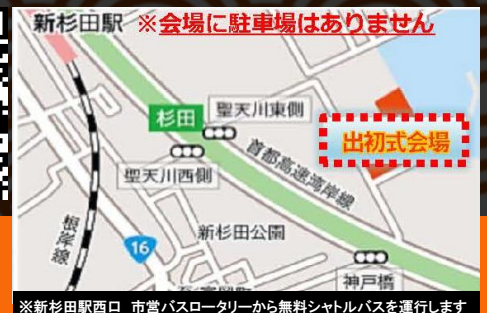 新杉田駅 ※会場に駐車場はありません
杉田
聖天川東側
出初式会場
聖天川西側
首都高速湾岸線
根岸線
16
新杉田公園
神戸橋
※新杉田駅西口 市営バスロータリーから無料シャトルバスを運行します